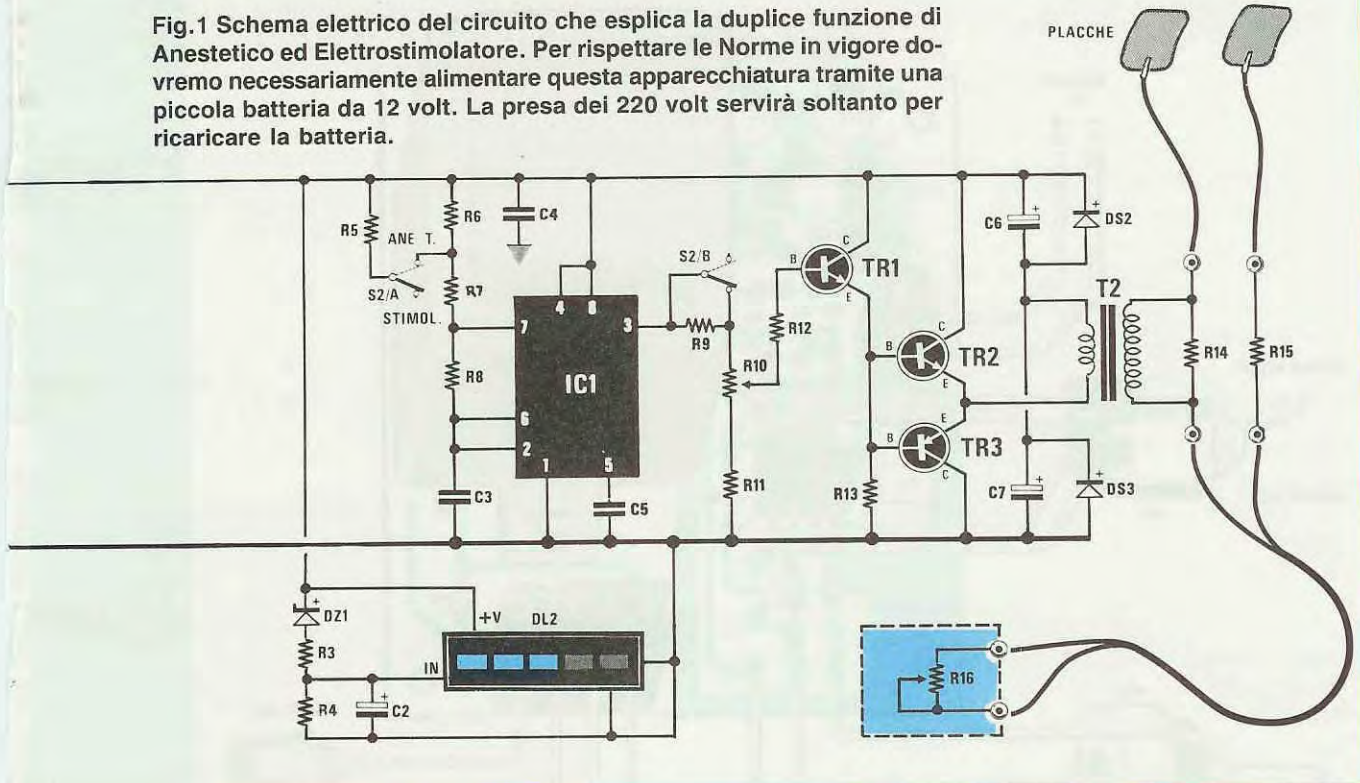 Fig.1 Schema elettrico del circuito che esplica la duplice funzione di
Anestetico ed Elettrostimolatore. Per rispettare le Norme in vigore do-
vremo necessariamente alimentare questa apparecchiatura tramite una
piccola batteria da 12 volt. La presa dei 220 volt servirà soltanto per
ricaricare la batteria.
PLACCHE
R5
ANE T.
S2/A
STIMOL.
R6
R7
R8
C3
C4
4
8
7
3
6
2
1
5
IC1
C5
S2/B
R9
R10
R11
R12
B
C
E
TR1
B
C
E
TR2
B
E
C
TR3
R13
C6
+
DS2
C7
+
DS3
T2
R14
R15
DZ1
+
R3
R4
C2
+
+V
DL2
IN
R16